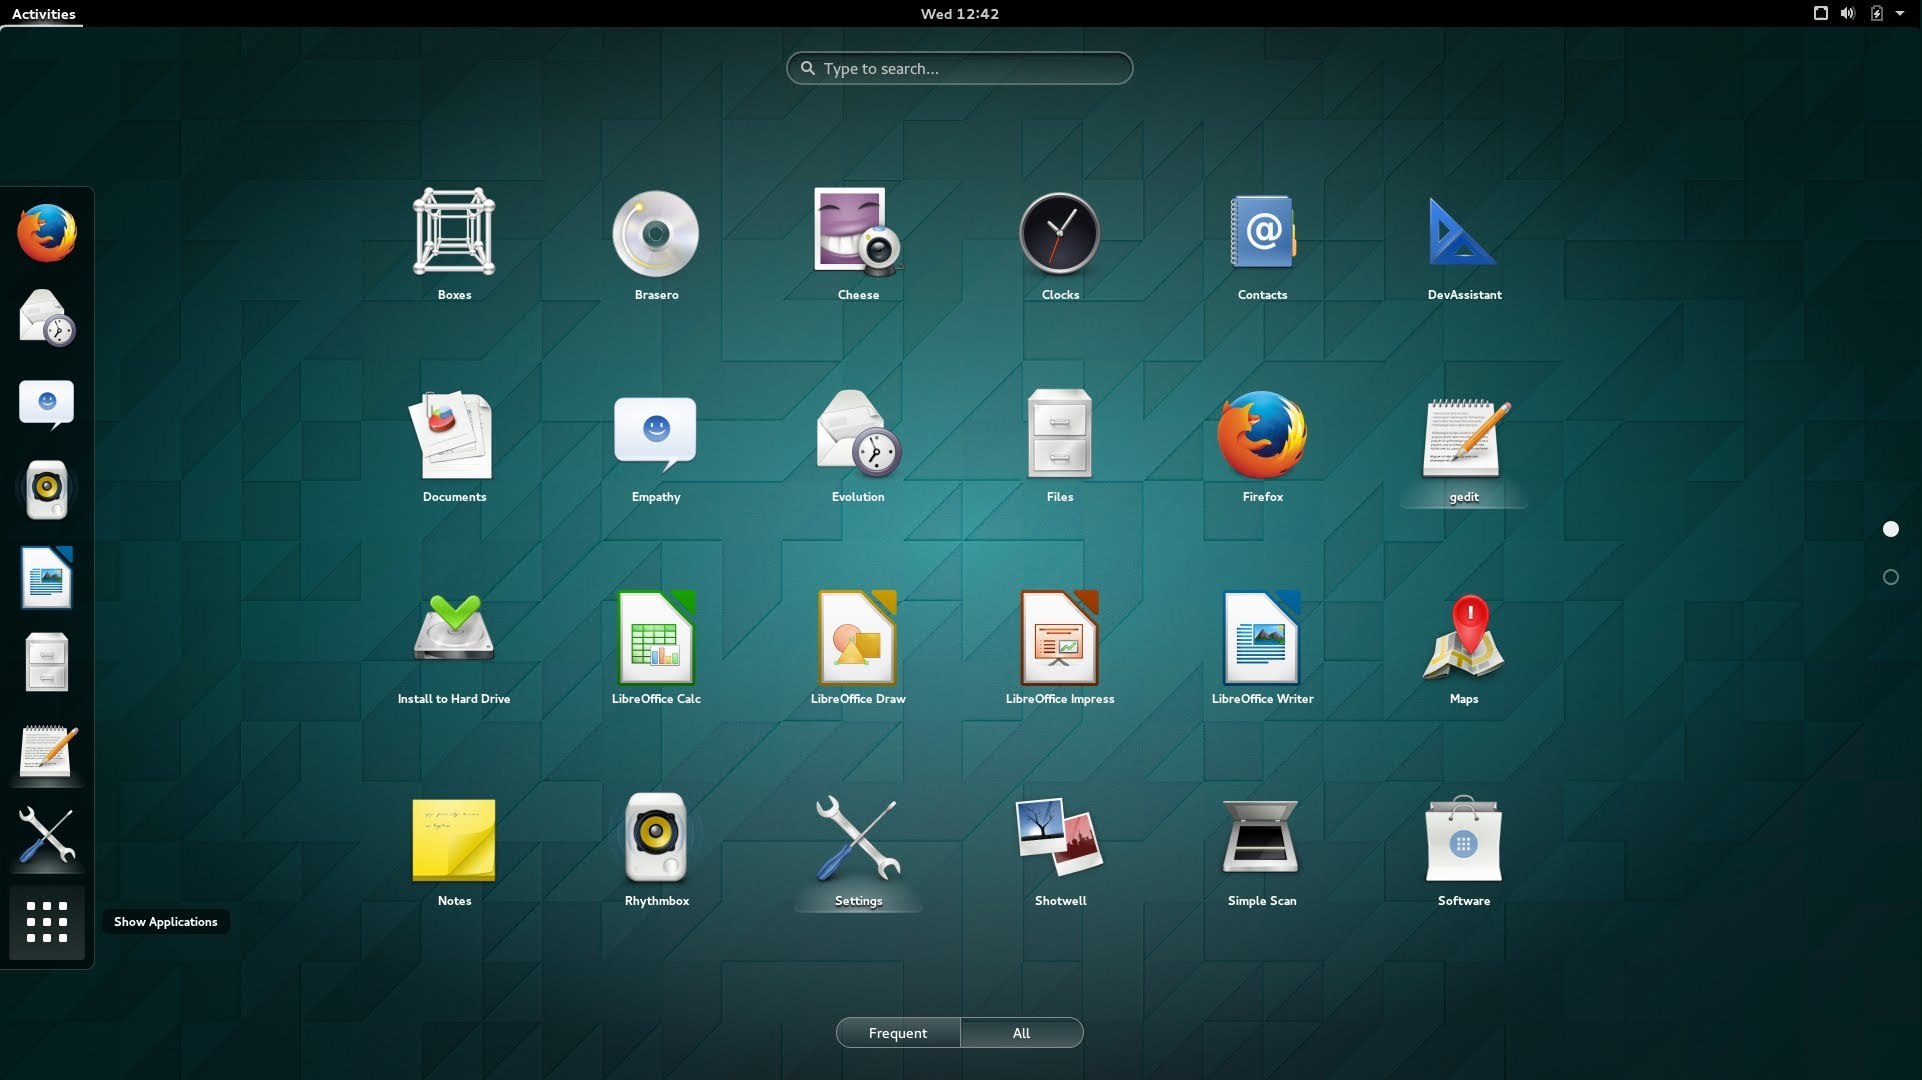 Activities
Wed 12:42
Type to search...
Boxes
Brasero
Cheese
Clocks
Contacts
DevAssistant
Documents
Empathy
Evolution
Files
Firefox
gedit
Install to Hard Drive
LibreOffice Calc
LibreOffice Draw
LibreOffice Impress
LibreOffice Writer
Maps
Notes
Rhythmbox
Settings
Shotwell
Simple Scan
Software
Show Applications
Frequent
All